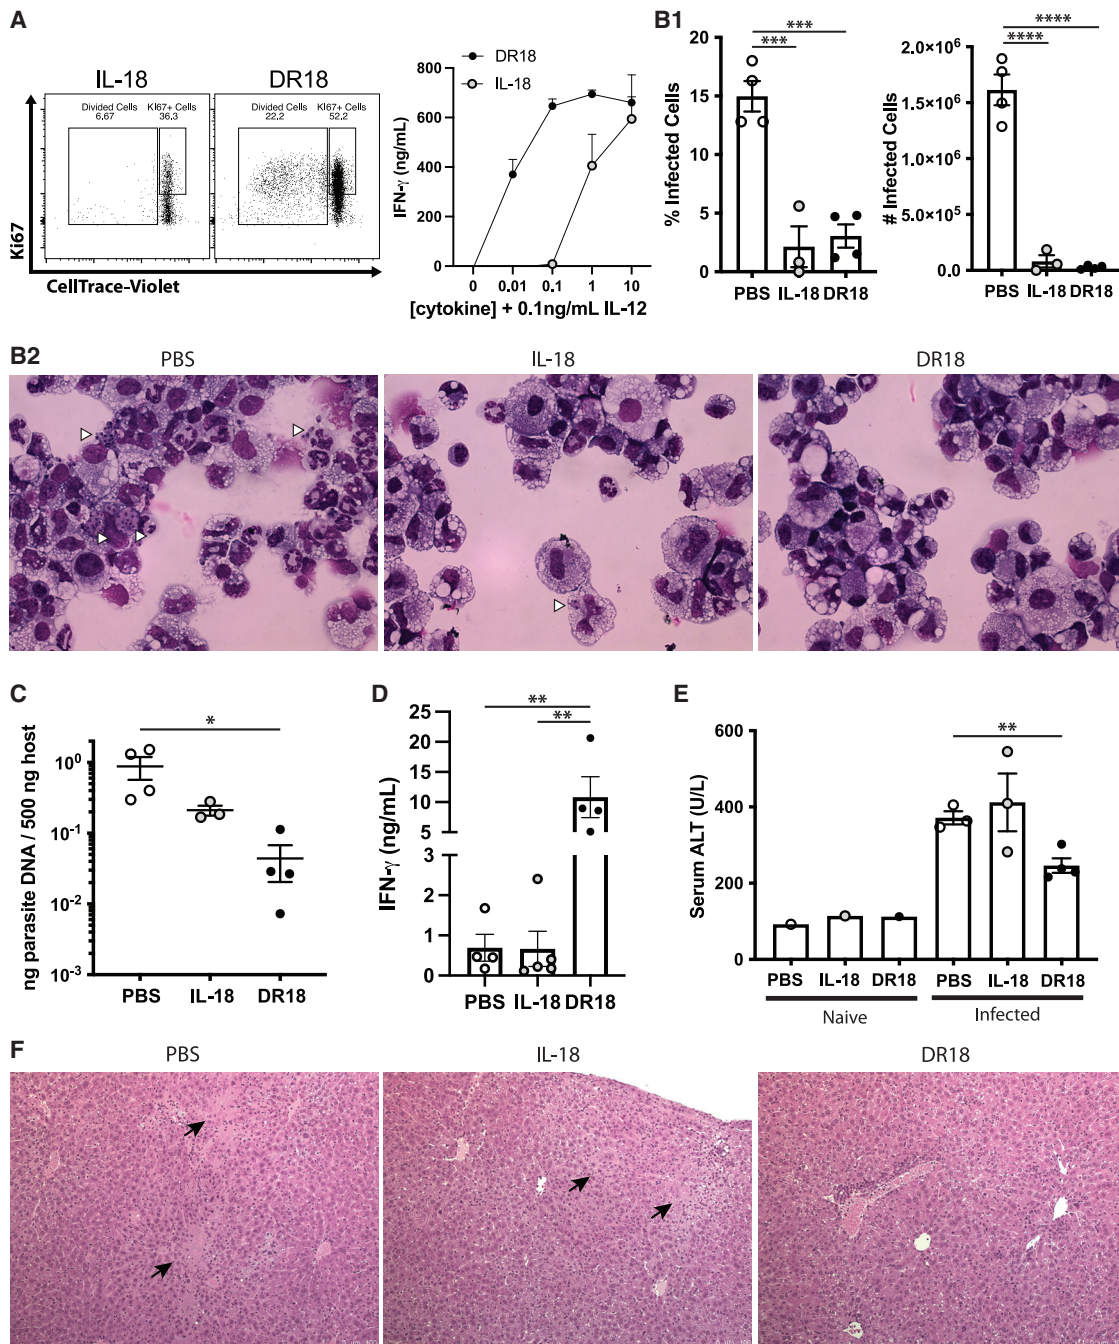 A
IL-18
DR18
Divided Cells
6.67
KI67+ Cells
36.3
Divided Cells
22.2
KI67+ Cells
52.2
Ki67
CellTrace-Violet
DR18
IL-18
IFN-γ (ng/mL)
800
600
400
200
0
0 0.01 0.1 1 10
[cytokine] + 0.1ng/mL IL-12
B1
***
***
% Infected Cells
20
15
10
5
0
PBS IL-18 DR18
****
****
# Infected Cells
2.0×10⁶
1.5×10⁶
1.0×10⁶
5.0×10⁵
0.0
PBS IL-18 DR18
B2
PBS
IL-18
DR18
C
*
ng parasite DNA / 500 ng host
10⁰
10⁻¹
10⁻²
10⁻³
PBS IL-18 DR18
D
**
**
IFN-γ (ng/mL)
25
20
15
10
5
3
2
1
0
PBS IL-18 DR18
E
**
Serum ALT (U/L)
600
400
200
0
PBS IL-18 DR18 PBS IL-18 DR18
Naive Infected
F
PBS
IL-18
DR18